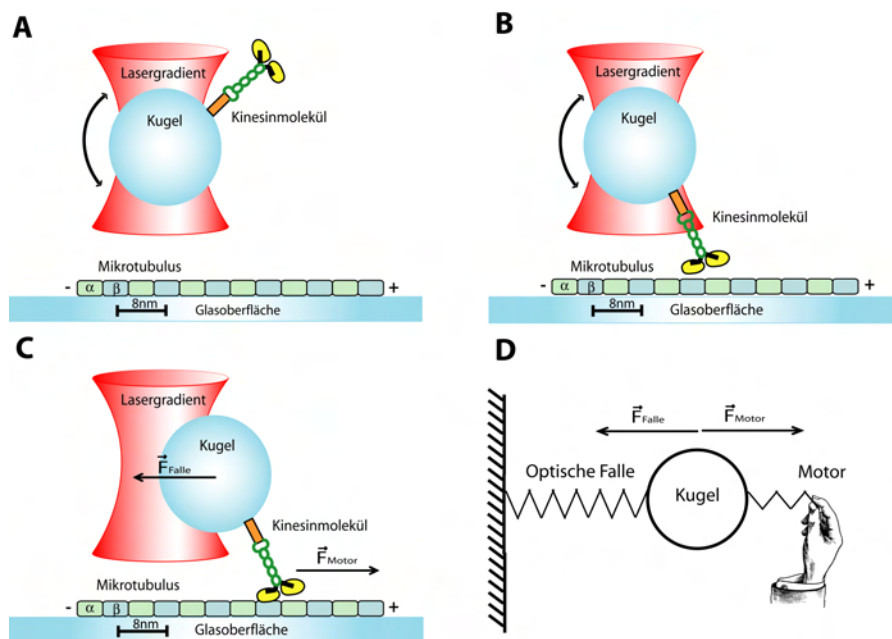 A
Lasergradient
Kugel
Kinesinmolekül
Mikrotubulus
- α β +
8nm
Glasoberfläche
B
Lasergradient
Kugel
Kinesinmolekül
Mikrotubulus
- α β +
8nm
Glasoberfläche
C
Lasergradient
Kugel
F Falle
Kinesinmolekül
F Motor
Mikrotubulus
- α β +
8nm
Glasoberfläche
D
F Falle F Motor
Optische Falle
Kugel
Motor